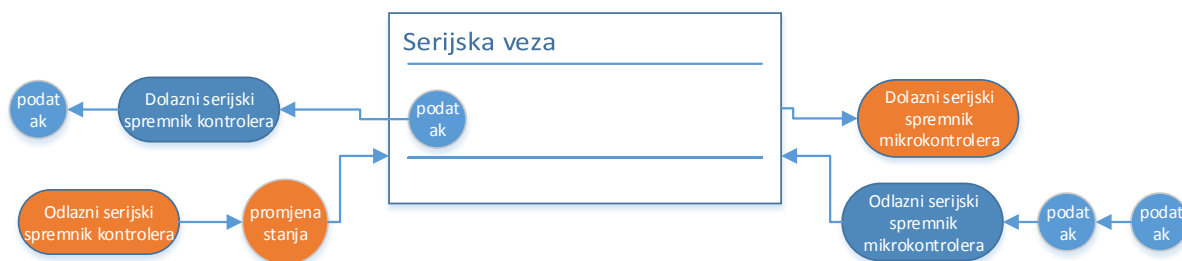 Serijska veza
podat
ak
Dolazni serijski
spremnik kontrolera
podat
ak
Dolazni serijski
spremnik
mikrokontrolera
Odlazni serijski
spremnik kontrolera
promjena
stanja
Odlazni serijski
spremnik
mikrokontrolera
podat
ak
podat
ak